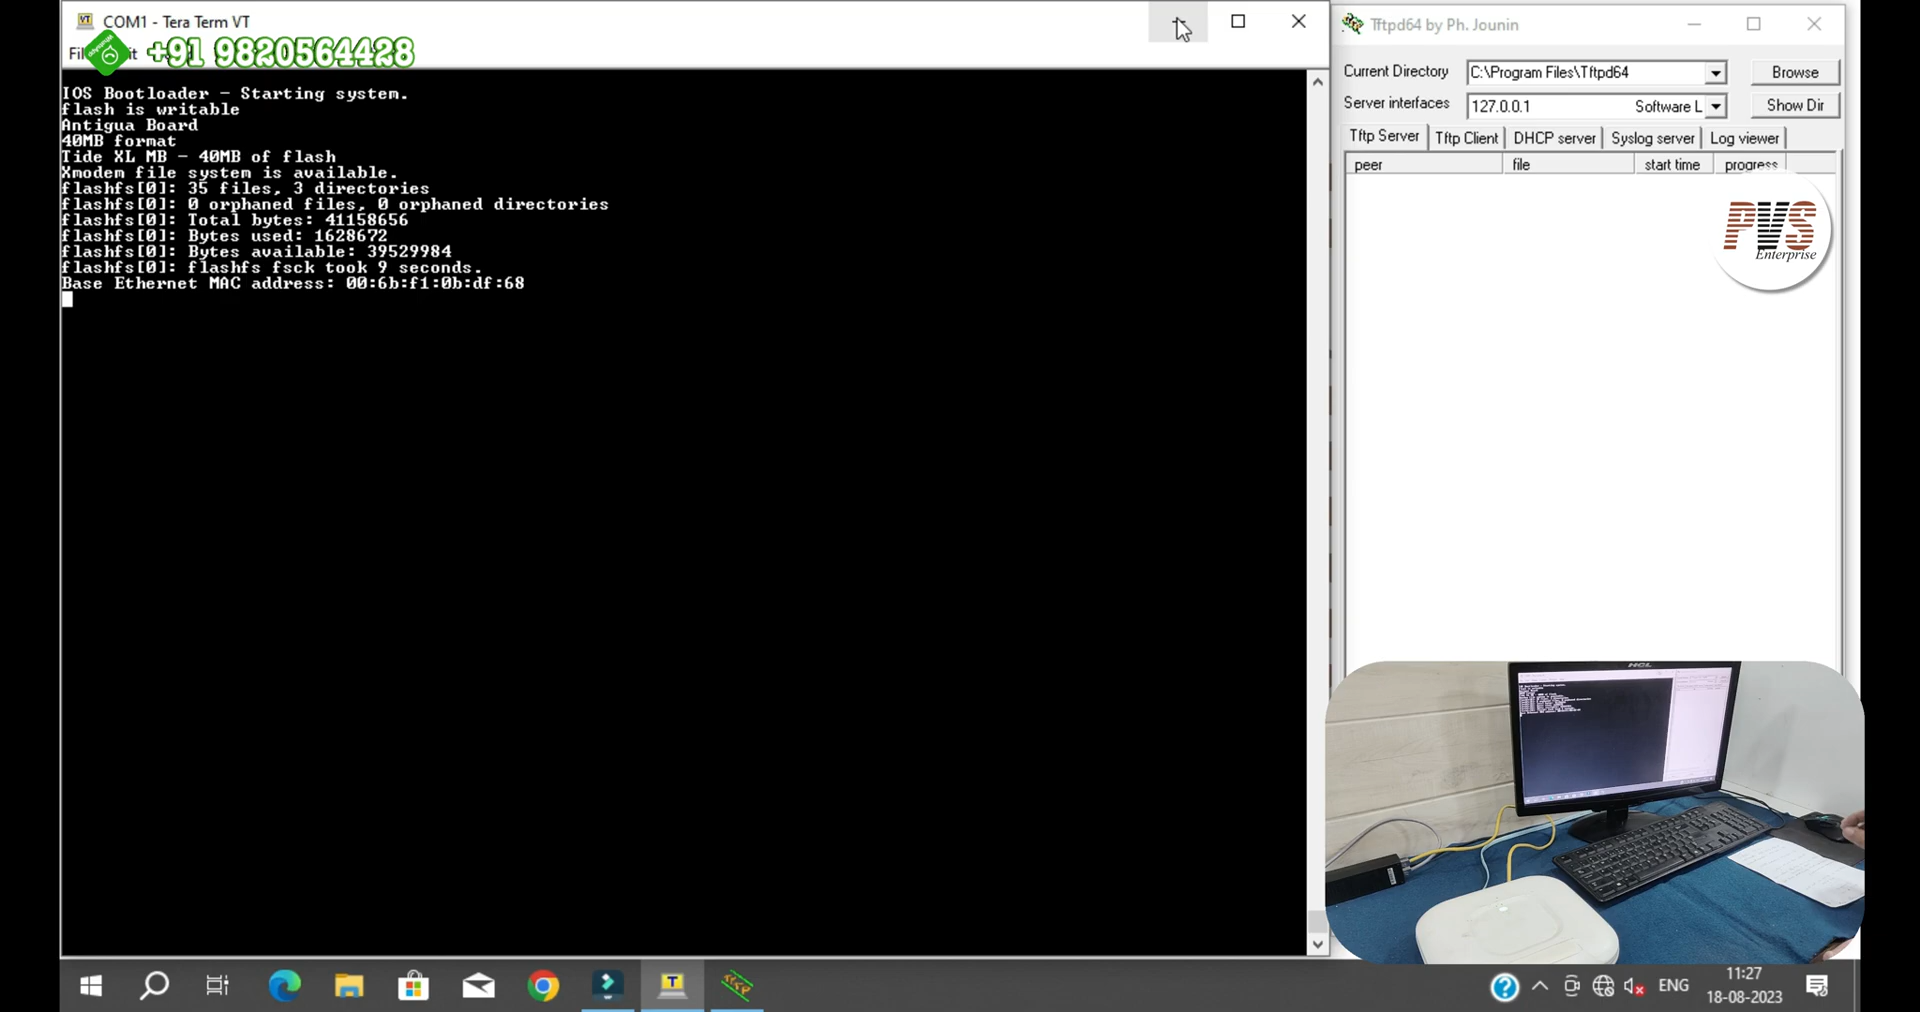 COM1 - Tera Term VT
+91 9820564428
IOS Bootloader - Starting system.
flash is writable
Antigua Board
40MB format
Tide XL MB - 40MB of flash
Xmodem file system is available.
flashfs[0]: 35 files, 3 directories
flashfs[0]: 0 orphaned files, 0 orphaned directories
flashfs[0]: Total bytes: 41158656
flashfs[0]: Bytes used: 1628672
flashfs[0]: Bytes available: 39529984
flashfs[0]: flashfs fsck took 9 seconds.
Base Ethernet MAC address: 00:6b:f1:0b:df:68
Tftpd64 by Ph. Jounin
Current Directory C:\Program Files\Tftpd64 Browse
Server interfaces 127.0.0.1 Software L Show Dir
Tftp Server Tftp Client DHCP server Syslog server Log viewer
peer file start time progress
PVS
Enterprise
HCL
ENG
11:27
18-08-2023